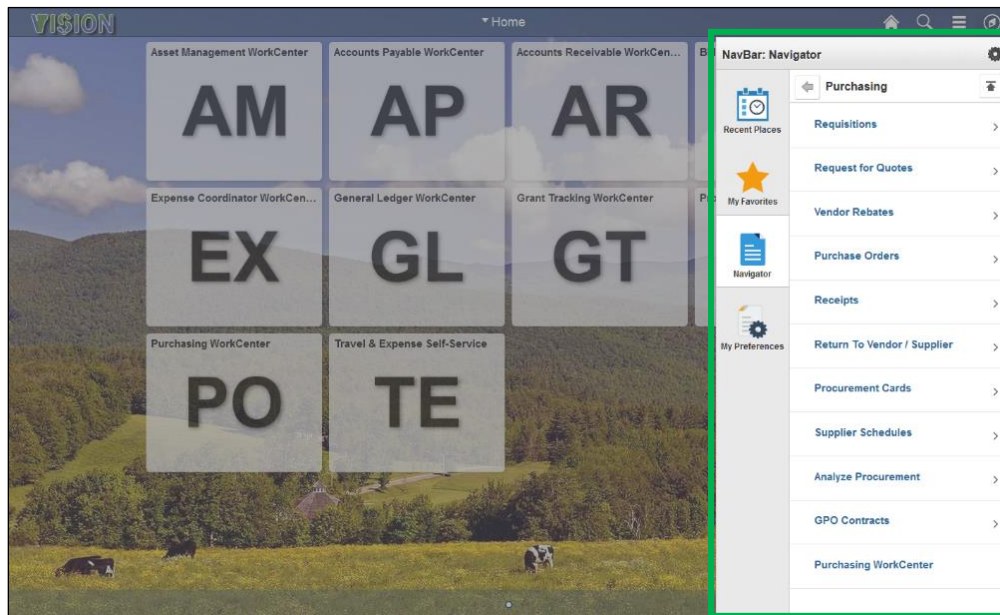 VISION
Home
Asset Management WorkCenter
Accounts Payable WorkCenter
Accounts Receivable WorkCen...
AM
AP
AR
Expense Coordinator WorkCen...
General Ledger WorkCenter
Grant Tracking WorkCenter
EX
GL
GT
Purchasing WorkCenter
Travel & Expense Self-Service
PO
TE
NavBar: Navigator
Recent Places
My Favorites
Navigator
My Preferences
Purchasing
Requisitions
Request for Quotes
Vendor Rebates
Purchase Orders
Receipts
Return To Vendor / Supplier
Procurement Cards
Supplier Schedules
Analyze Procurement
GPO Contracts
Purchasing WorkCenter